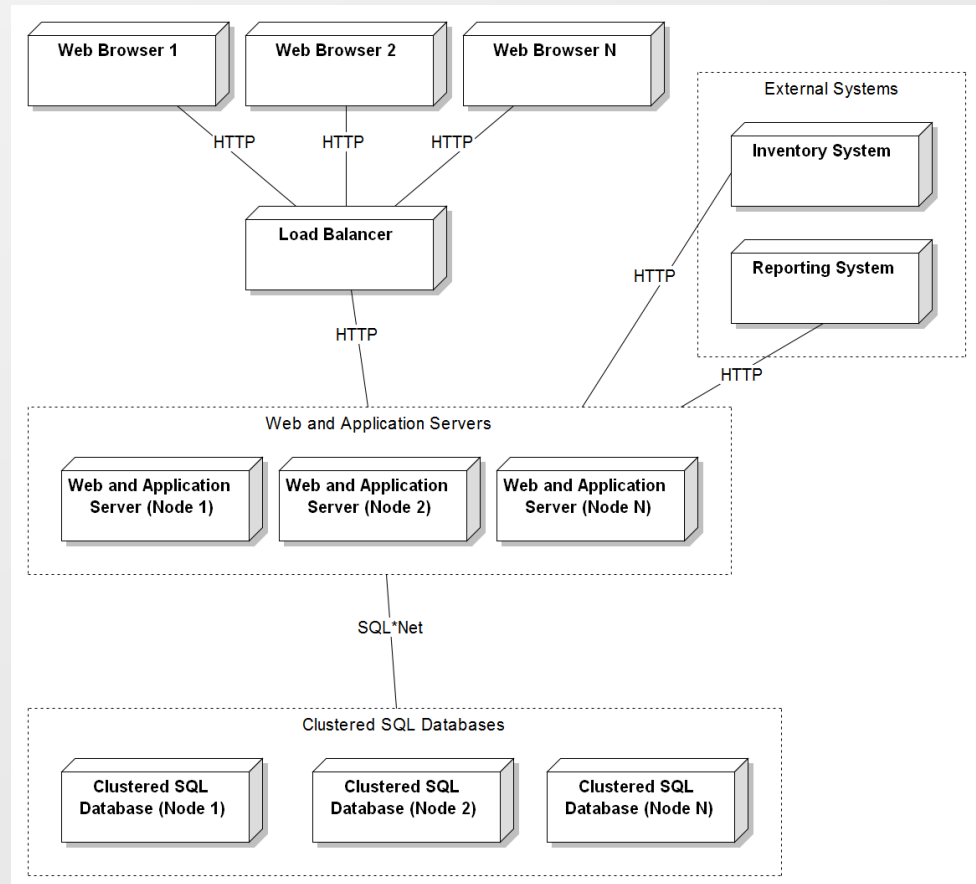 Web Browser 1
Web Browser 2
Web Browser N
External Systems
Inventory System
HTTP
HTTP
HTTP
Load Balancer
Reporting System
HTTP
HTTP
HTTP
Web and Application Servers
Web and Application
Server (Node 1)
Web and Application
Server (Node 2)
Web and Application
Server (Node N)
SQL*Net
Clustered SQL Databases
Clustered SQL
Database (Node 1)
Clustered SQL
Database (Node 2)
Clustered SQL
Database (Node N)